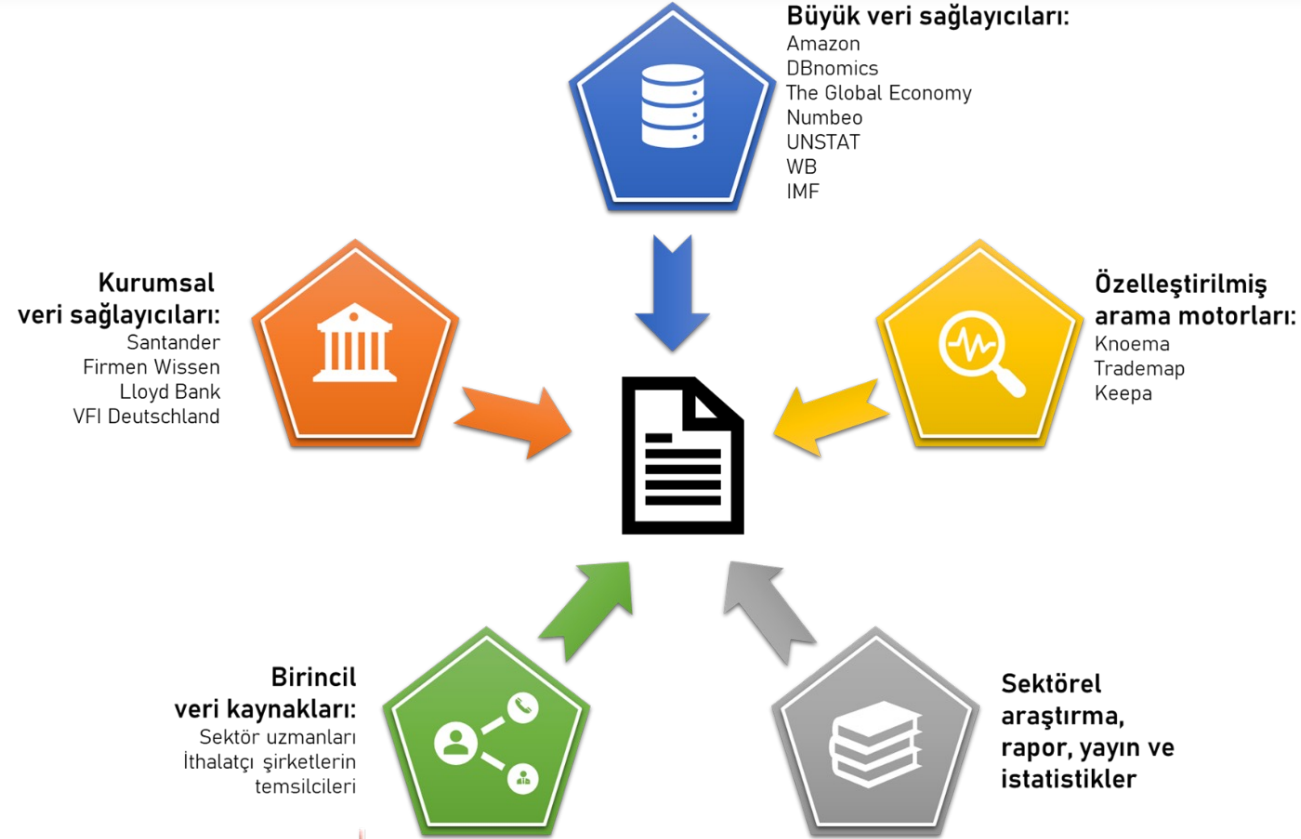 Büyük veri sağlayıcıları:
Amazon
DBnomics
The Global Economy
Numbeo
UNSTAT
WB
IMF
Kurumsal
veri sağlayıcıları:
Santander
Firmen Wissen
Lloyd Bank
VFI Deutschland
Özelleştirilmiş
arama motorları:
Knoema
Trademap
Keepa
Birincil
veri kaynakları:
Sektör uzmanları
İthalatçı şirketlerin
temsilcileri
Sektörel
araştırma,
rapor, yayın ve
istatistikler